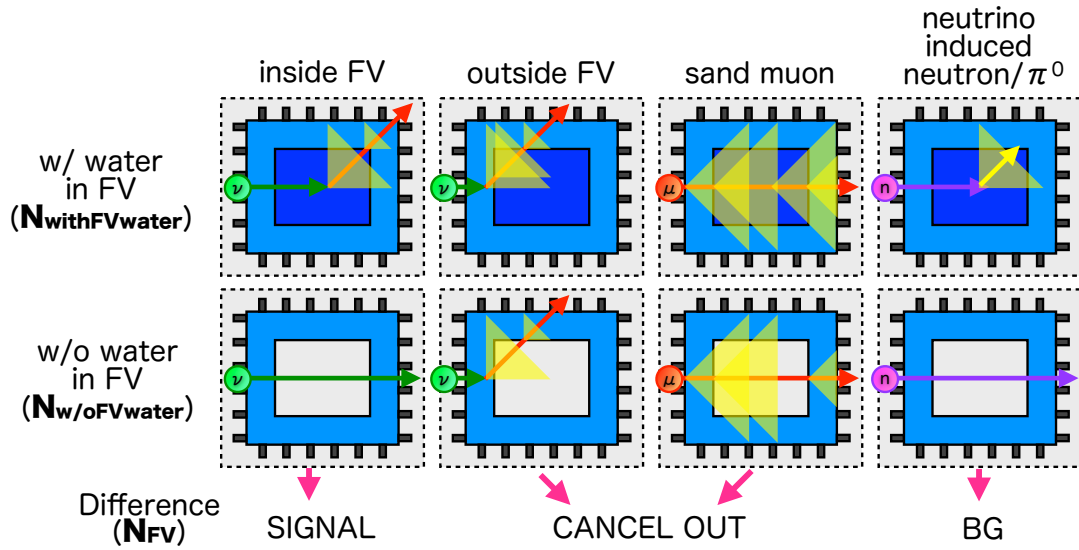 inside FV
outside FV
sand muon
neutrino
induced
neutron/π⁰
w/ water
in FV
(NwithFVwater)
ν
ν
μ
n
w/o water
in FV
(Nw/oFVwater)
ν
ν
μ
n
Difference
(NFV)
SIGNAL
CANCEL OUT
BG